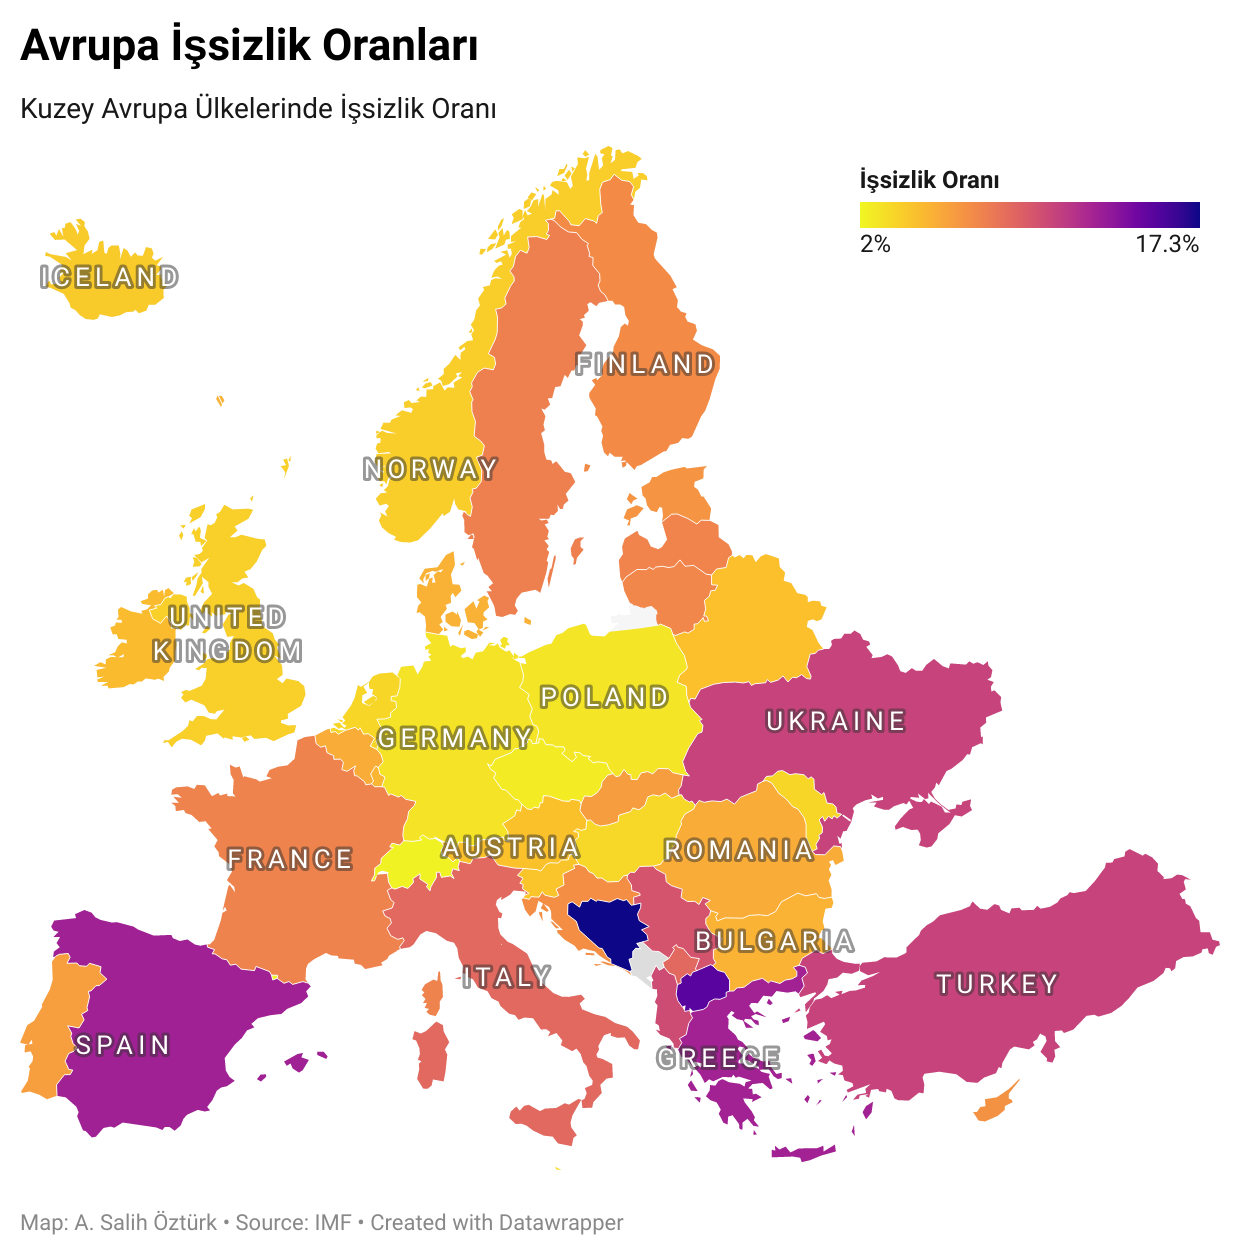 Avrupa İşsizlik Oranları
Kuzey Avrupa Ülkelerinde İşsizlik Oranı
İşsizlik Oranı
2% 17.3%
ICELAND
FINLAND
NORWAY
UNITED
KINGDOM
POLAND
UKRAINE
GERMANY
AUSTRIA
ROMANIA
FRANCE
BULGARIA
ITALY
TURKEY
SPAIN
GREECE
Map: A. Salih Öztürk • Source: IMF • Created with Datawrapper